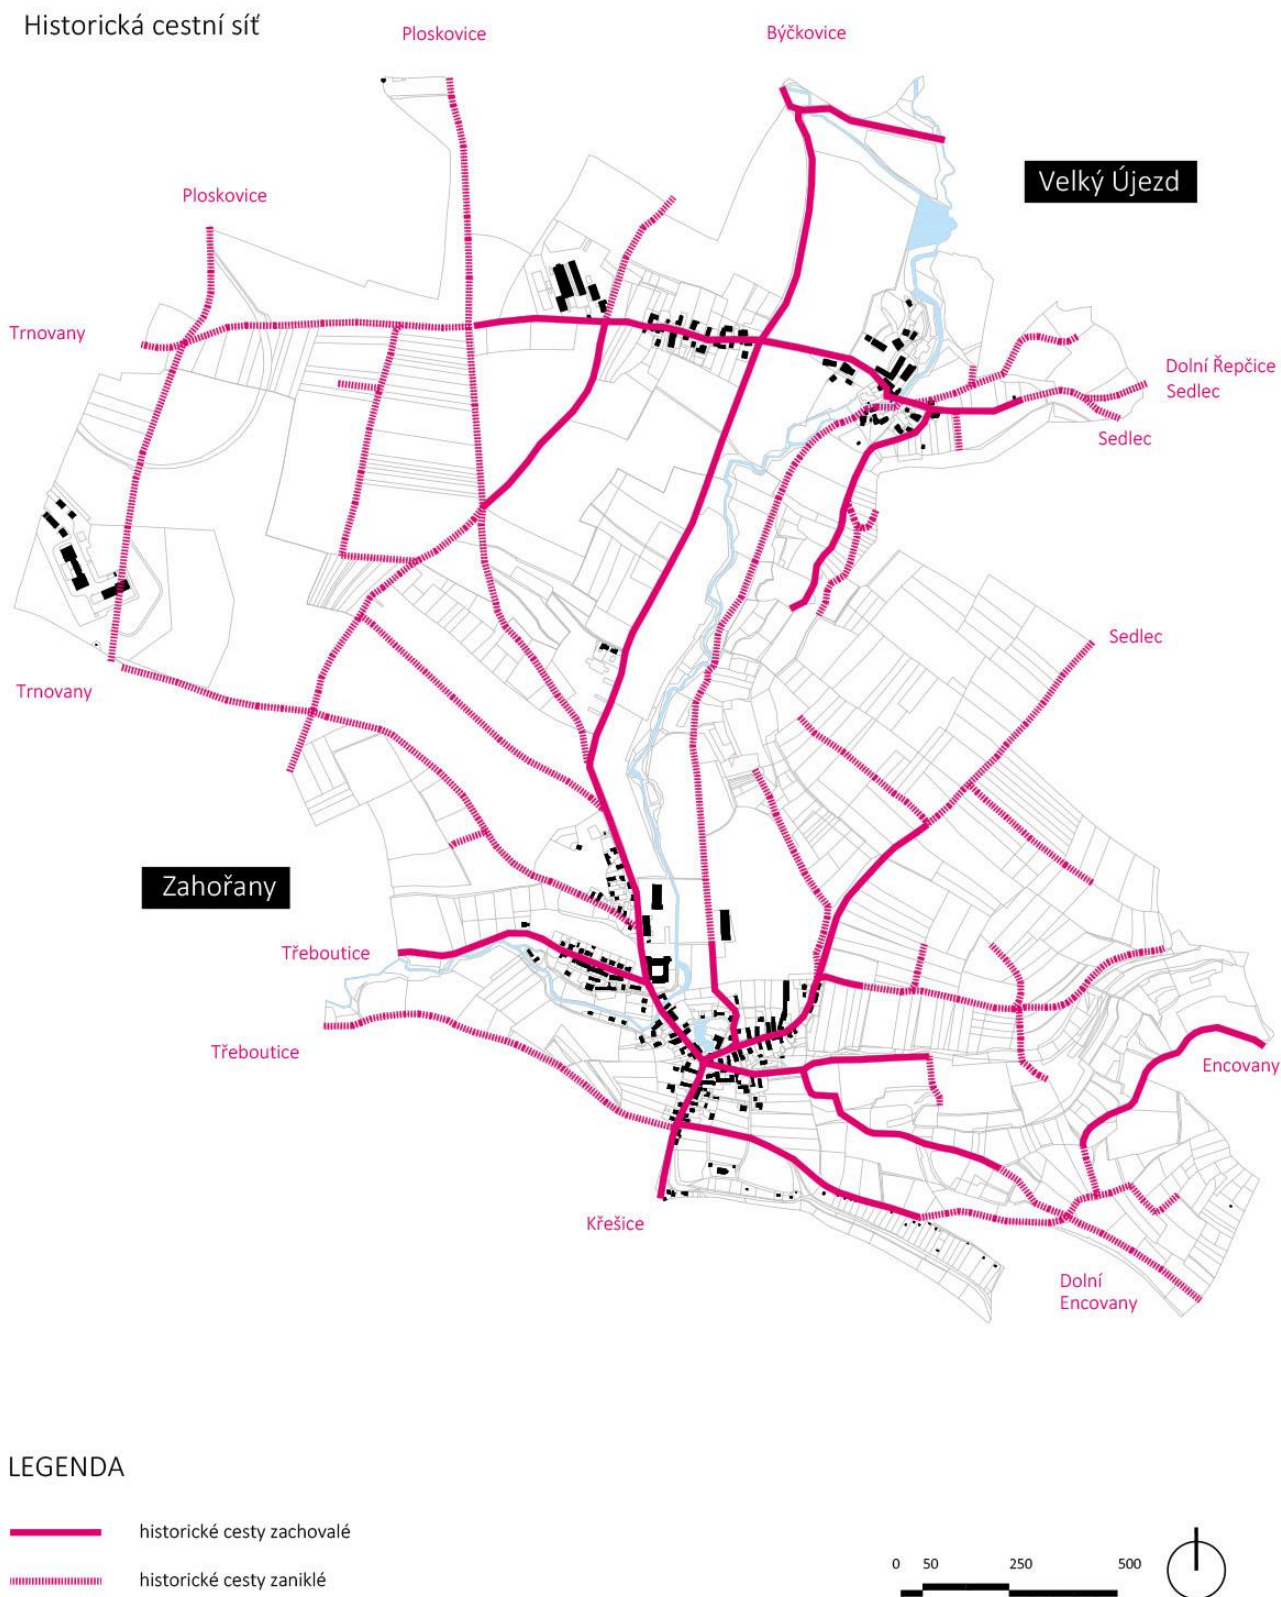 Historická cestní síť
Ploskovice
Býčkovice
Velký Újezd
Ploskovice
Trnovany
Dolní Řepčice
Sedlec
Sedlec
Sedlec
Trnovany
Zahořany
Třeboutice
Třeboutice
Encovany
Křešice
Dolní
Encovany
LEGENDA
historické cesty zachovalé
historické cesty zaniklé
0 50 250 500